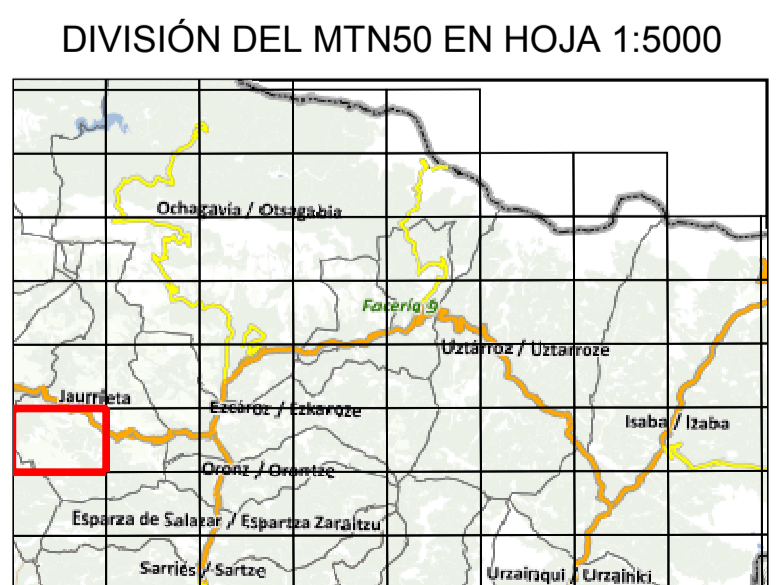 DIVISIÓN DEL MTN50 EN HOJA 1:5000
Ochagavía / Otsagabia
Facería 9
Uztárroz / Uztarroze
Jaurrieta
Ezcároz / Ezkaroze
Isaba / Izaba
Oronz / Orontze
Esparza de Salazar / Espartza Zaraitzu
Sarriés / Sartze
Urzainqui / Urzainki